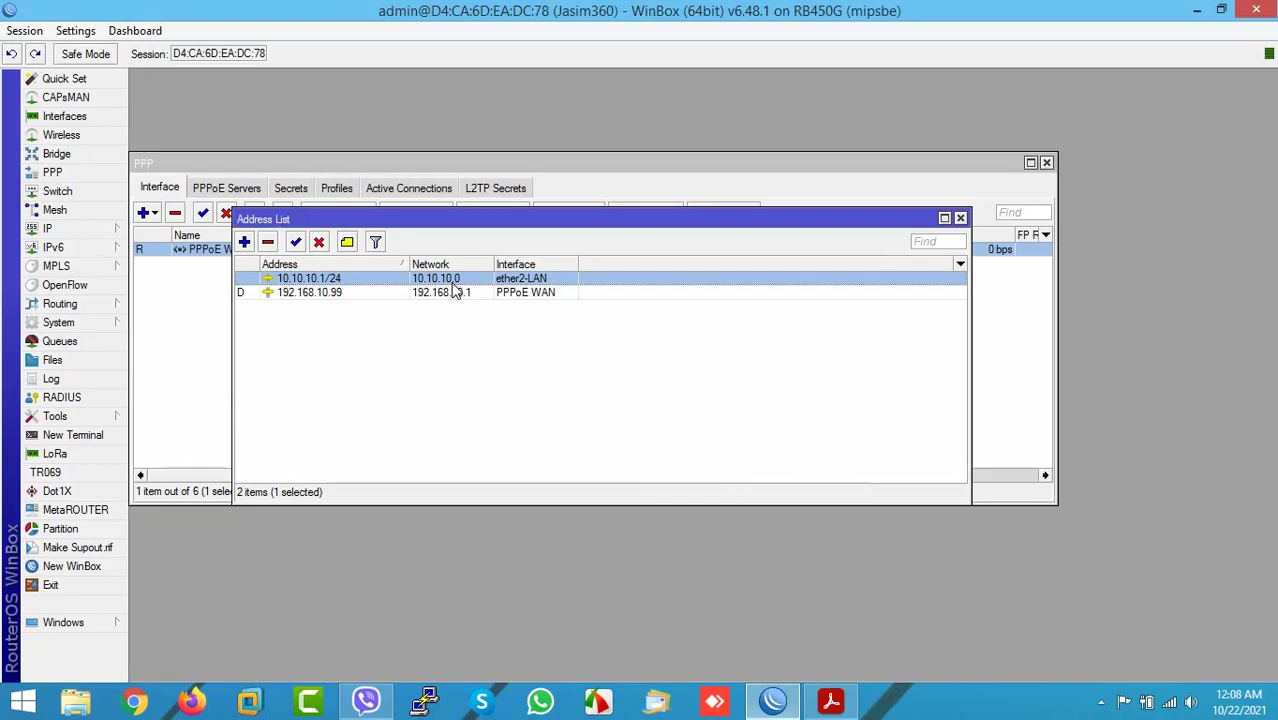 admin@D4:CA:6D:EA:DC:78 (Jasim360) - WinBox (64bit) v6.48.1 on RB450G (mipsbe)
Session Settings Dashboard
Safe Mode Session: D4:CA:6D:EA:DC:78
Quick Set
CAPsMAN
Interfaces
Wireless
Bridge
PPP
Switch
Mesh
IP
IPv6
MPLS
OpenFlow
Routing
System
Queues
Files
Log
RADIUS
Tools
New Terminal
LoRa
TR069
Dot1X
MetaROUTER
Partition
Make Supout.rif
New WinBox
Exit
Windows
RouterOS WinBox
PPP
Interface PPPoE Servers Secrets Profiles Active Connections L2TP Secrets
Find
Name FP
R PPPoE 0 bps
1 item out of 6
Address List
Find
Address Network Interface
10.10.10.1/24 10.10.10.0 ether2-LAN
D 192.168.10.99 PPPoE WAN
2 items (1 selected)
12:08 AM
10/22/2021